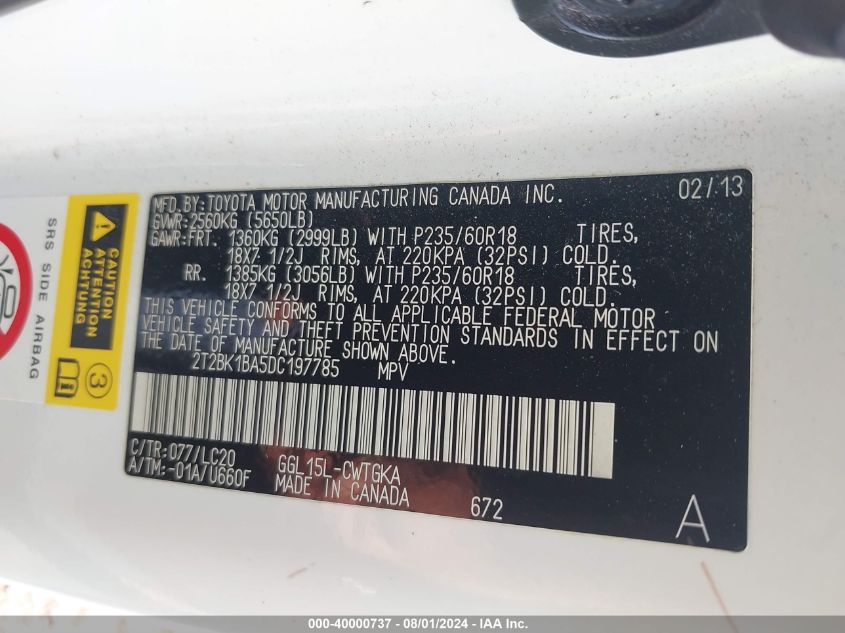 MFD.BY:TOYOTA MOTOR MANUFACTURING CANADA INC. 02/13
GVWR:2560KG (5650LB)
GAWR:FRT. 1360KG (2999LB) WITH P235/60R18 TIRES,
18X7 1/2J RIMS, AT 220KPA (32PSI) COLD.
RR. 1385KG (3056LB) WITH P235/60R18 TIRES,
18X7 1/2J RIMS, AT 220KPA (32PSI) COLD.
THIS VEHICLE CONFORMS TO ALL APPLICABLE FEDERAL MOTOR
VEHICLE SAFETY AND THEFT PREVENTION STANDARDS IN EFFECT ON
THE DATE OF MANUFACTURE SHOWN ABOVE.
2T2BK1BA5DC197785 MPV
C/TR:077/LC20 GGL15L-CWTGKA
A/TM:-01A/U660F MADE IN CANADA 672 A
SRS SIDE AIRBAG
CAUTION
ATTENTION
ACHTUNG
3
000-40000737 - 08/01/2024 - IAA Inc.